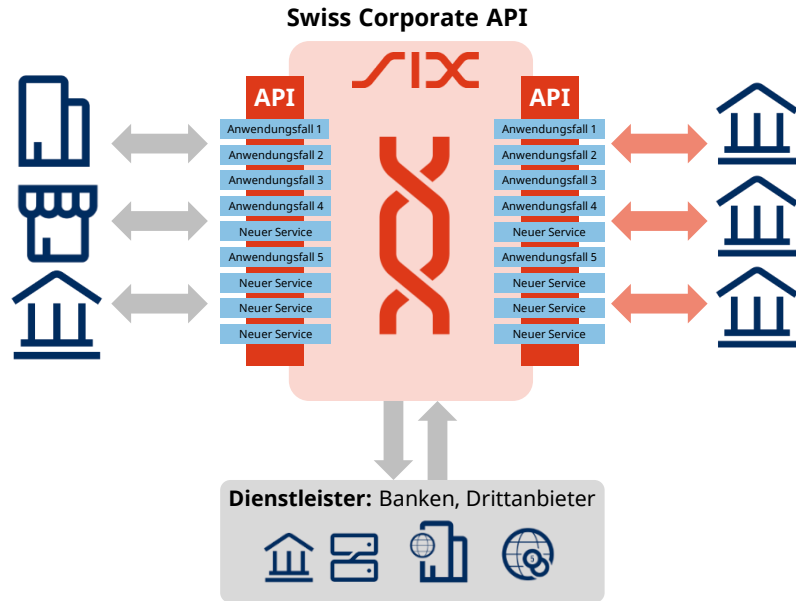 Swiss Corporate API
SIX
API
Anwendungsfall 1
Anwendungsfall 2
Anwendungsfall 3
Anwendungsfall 4
Neuer Service
Anwendungsfall 5
Neuer Service
Neuer Service
Neuer Service
API
Anwendungsfall 1
Anwendungsfall 2
Anwendungsfall 3
Anwendungsfall 4
Neuer Service
Anwendungsfall 5
Neuer Service
Neuer Service
Neuer Service
Dienstleister: Banken, Drittanbieter